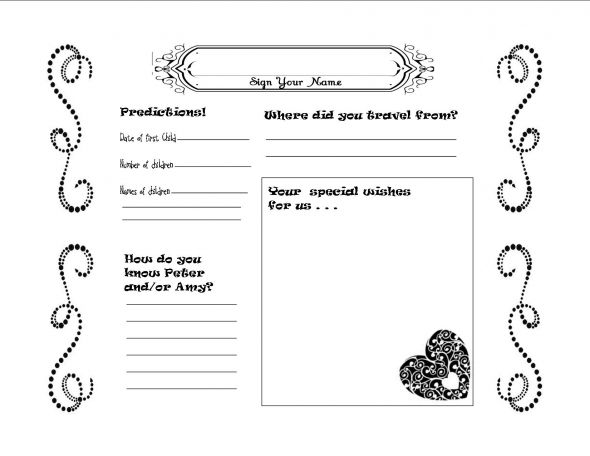 Sign Your Name
Predictions!
Date of first Child
Number of children
Names of children
Where did you travel from?
Your special wishes
for us . . .
How do you
know Peter
and/or Amy?